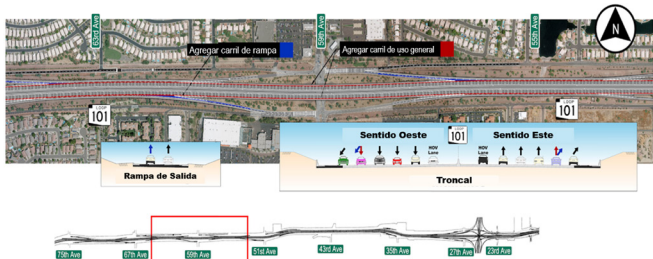 63rd Ave
59th Ave
55th Ave
N
Agregar carril de rampa
Agregar carril de uso general
LOOP
101
LOOP
101
LOOP
101
Sentido Oeste
Sentido Este
HOV
Lane
HOV
Lane
Rampa de Salida
Troncal
75th Ave
67th Ave
59th Ave
51st Ave
43rd Ave
35th Ave
27th Ave
23rd Ave